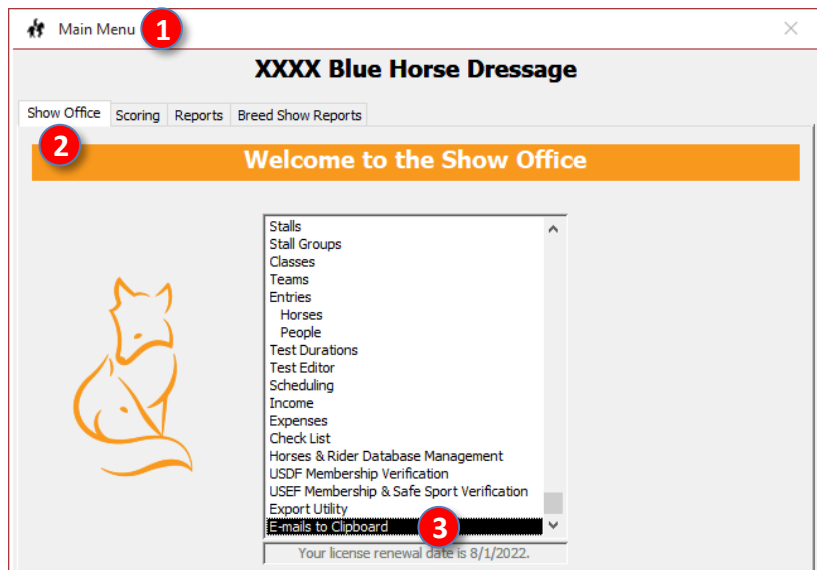 Main Menu 1
XXXX Blue Horse Dressage
Show Office Scoring Reports Breed Show Reports
2
Welcome to the Show Office
Stalls
Stall Groups
Classes
Teams
Entries
Horses
People
Test Durations
Test Editor
Scheduling
Income
Expenses
Check List
Horses & Rider Database Management
USDF Membership Verification
USEF Membership & Safe Sport Verification
Export Utility
E-mails to Clipboard 3
Your license renewal date is 8/1/2022.